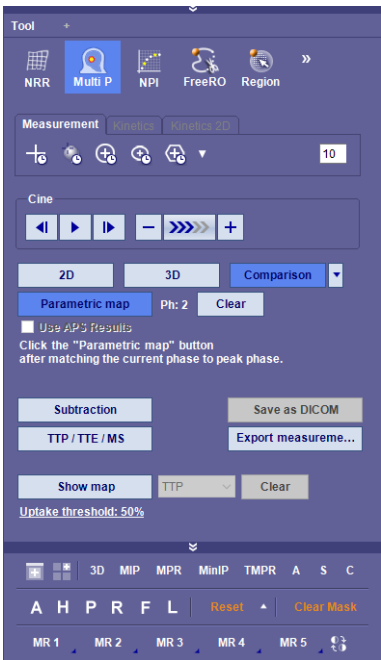 Tool +
NRR Multi P NPI FreeRO Region »
Measurement Kinetics Kinetics 2D
10
Cine
2D 3D Comparison
Parametric map Ph: 2 Clear
Use APS Results
Click the "Parametric map" button
after matching the current phase to peak phase.
Subtraction Save as DICOM
TTP / TTE / MS Export measureme...
Show map TTP Clear
Uptake threshold: 50%
3D MIP MPR MinIP TMPR A S C
A H P R F L Reset Clear Mask
MR 1 MR 2 MR 3 MR 4 MR 5